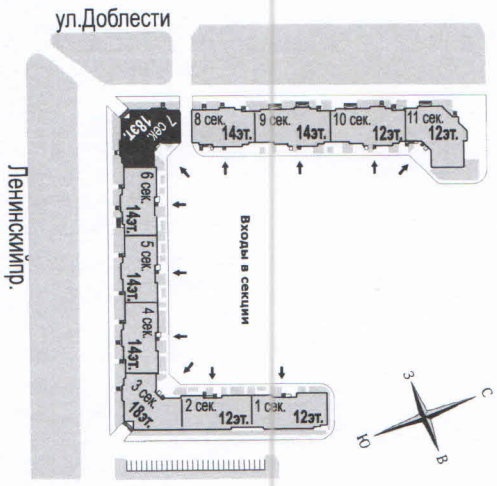 ул.Доблести
7 сек.
18эт.
8 сек.
14эт.
9 сек.
14эт.
10 сек.
12эт.
11 сек.
12эт.
6 сек.
14эт.
5 сек.
14эт.
4 сек.
14эт.
3 сек.
18эт.
2 сек.
12эт.
1 сек.
12эт.
Входы в секции
Ленинскийпр.
З
С
Ю
В